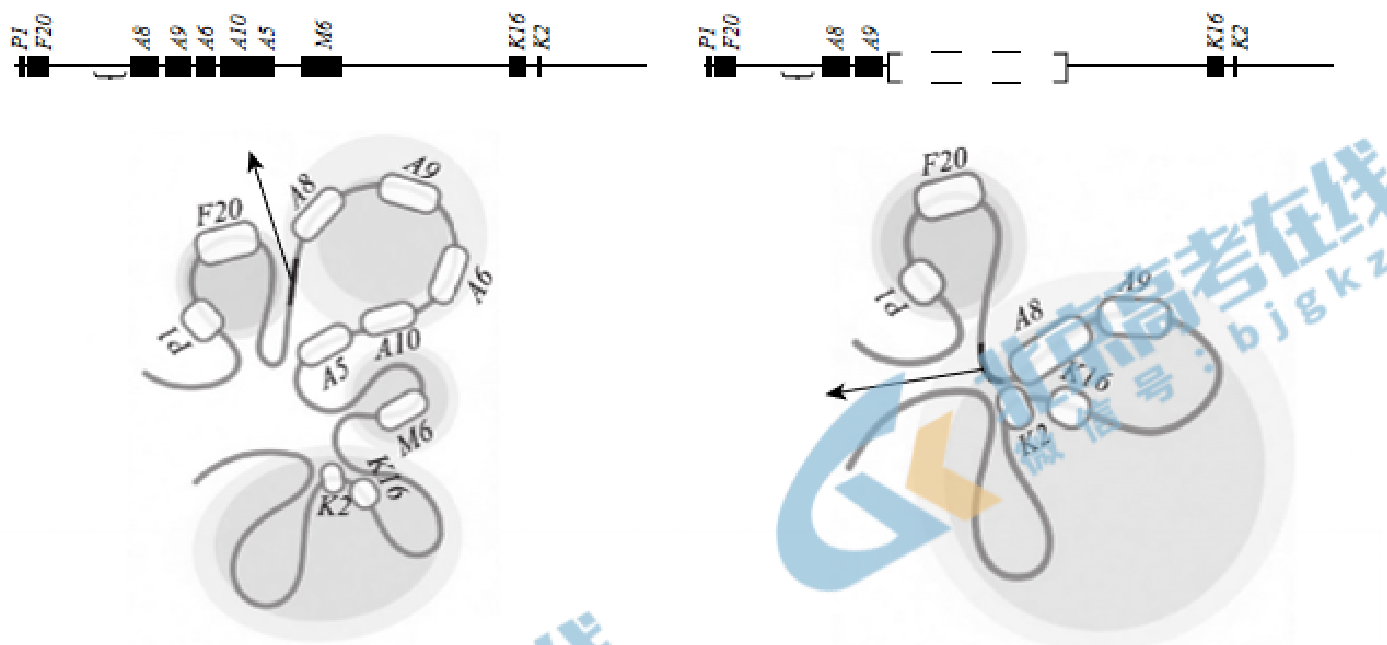 P1 F20 A8 A9 A6 A10 A5 M6 K16 K2
P1 F20 A8 A9 K16 K2
F20 A8 A9
P1 A6
A5 A10
M6
K2 K16
F20
P1 A8 A9
K16
K2
北京高考在线
微信号:bjgkz
线